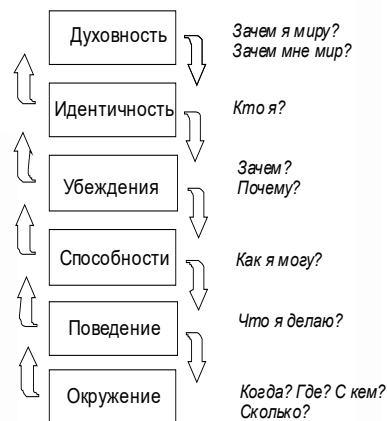 Духовность
Зачем я миру?
Зачем мне мир?
Идентичность
Кто я?
Убеждения
Зачем?
Почему?
Способности
Как я могу?
Поведение
Что я делаю?
Окружение
Когда? Где? С кем?
Сколько?